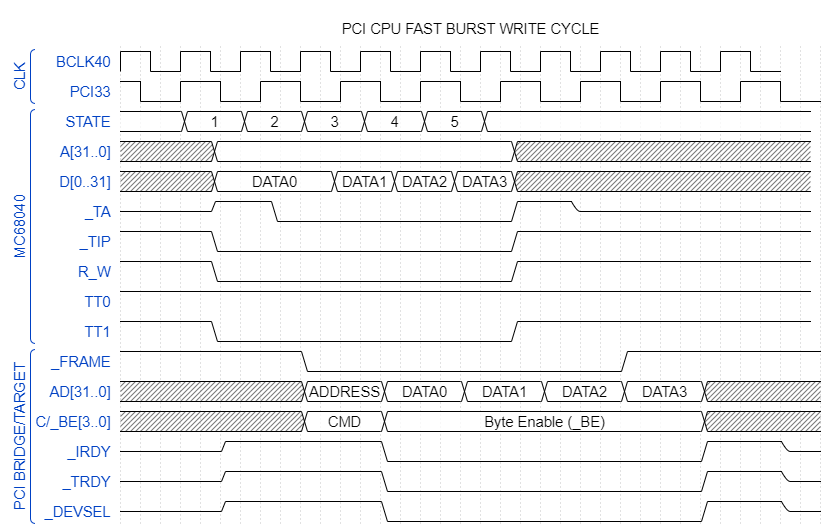 PCI CPU FAST BURST WRITE CYCLE
CLK
BCLK40
PCI33
MC68040
STATE 1 2 3 4 5
A[31..0]
D[0..31] DATA0 DATA1 DATA2 DATA3
_TA
_TIP
R_W
TT0
TT1
PCI BRIDGE/TARGET
_FRAME
AD[31..0] ADDRESS DATA0 DATA1 DATA2 DATA3
C/_BE[3..0] CMD Byte Enable (_BE)
_IRDY
_TRDY
_DEVSEL